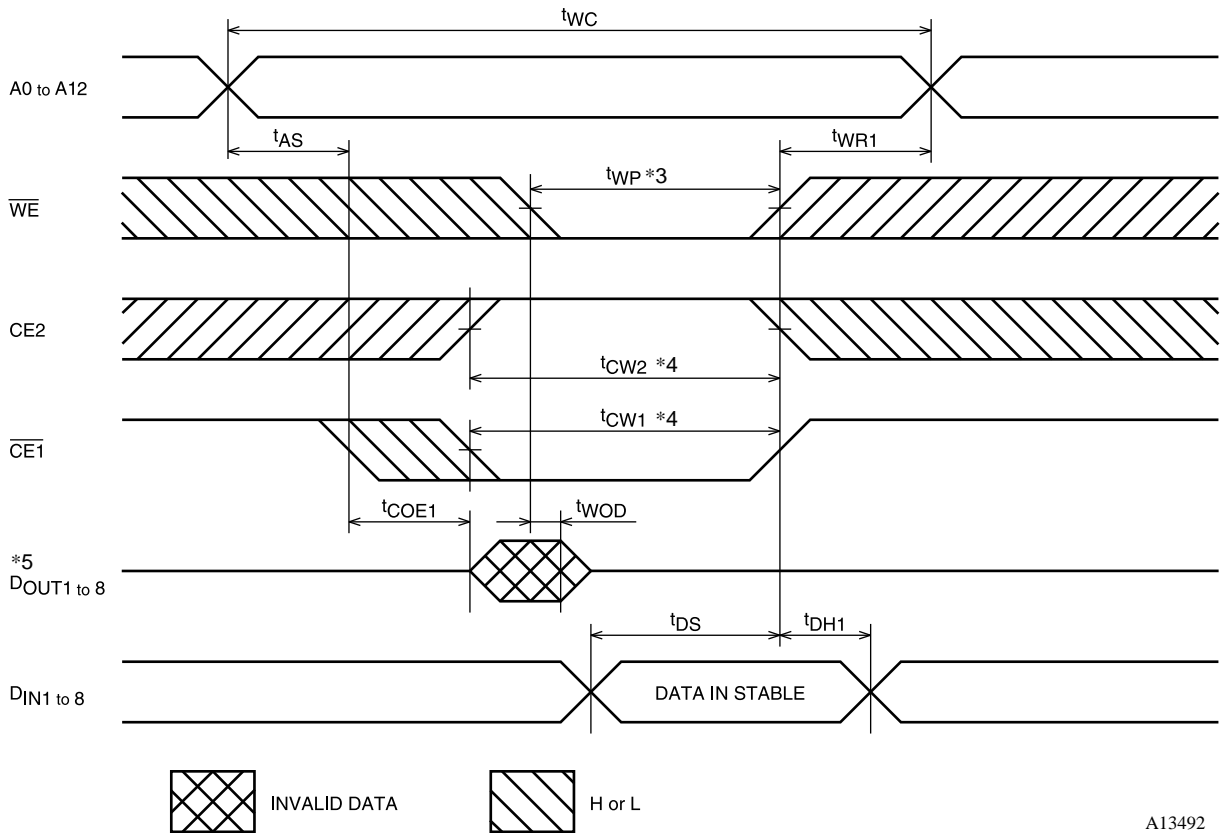 tWC
A0 to A12
tAS
tWR1
tWP *3
WE
CE2
tCW2 *4
tCW1 *4
CE1
tCOE1
tWOD
*5
DOUT1 to 8
tDS
tDH1
DIN1 to 8
DATA IN STABLE
INVALID DATA
H or L
A13492